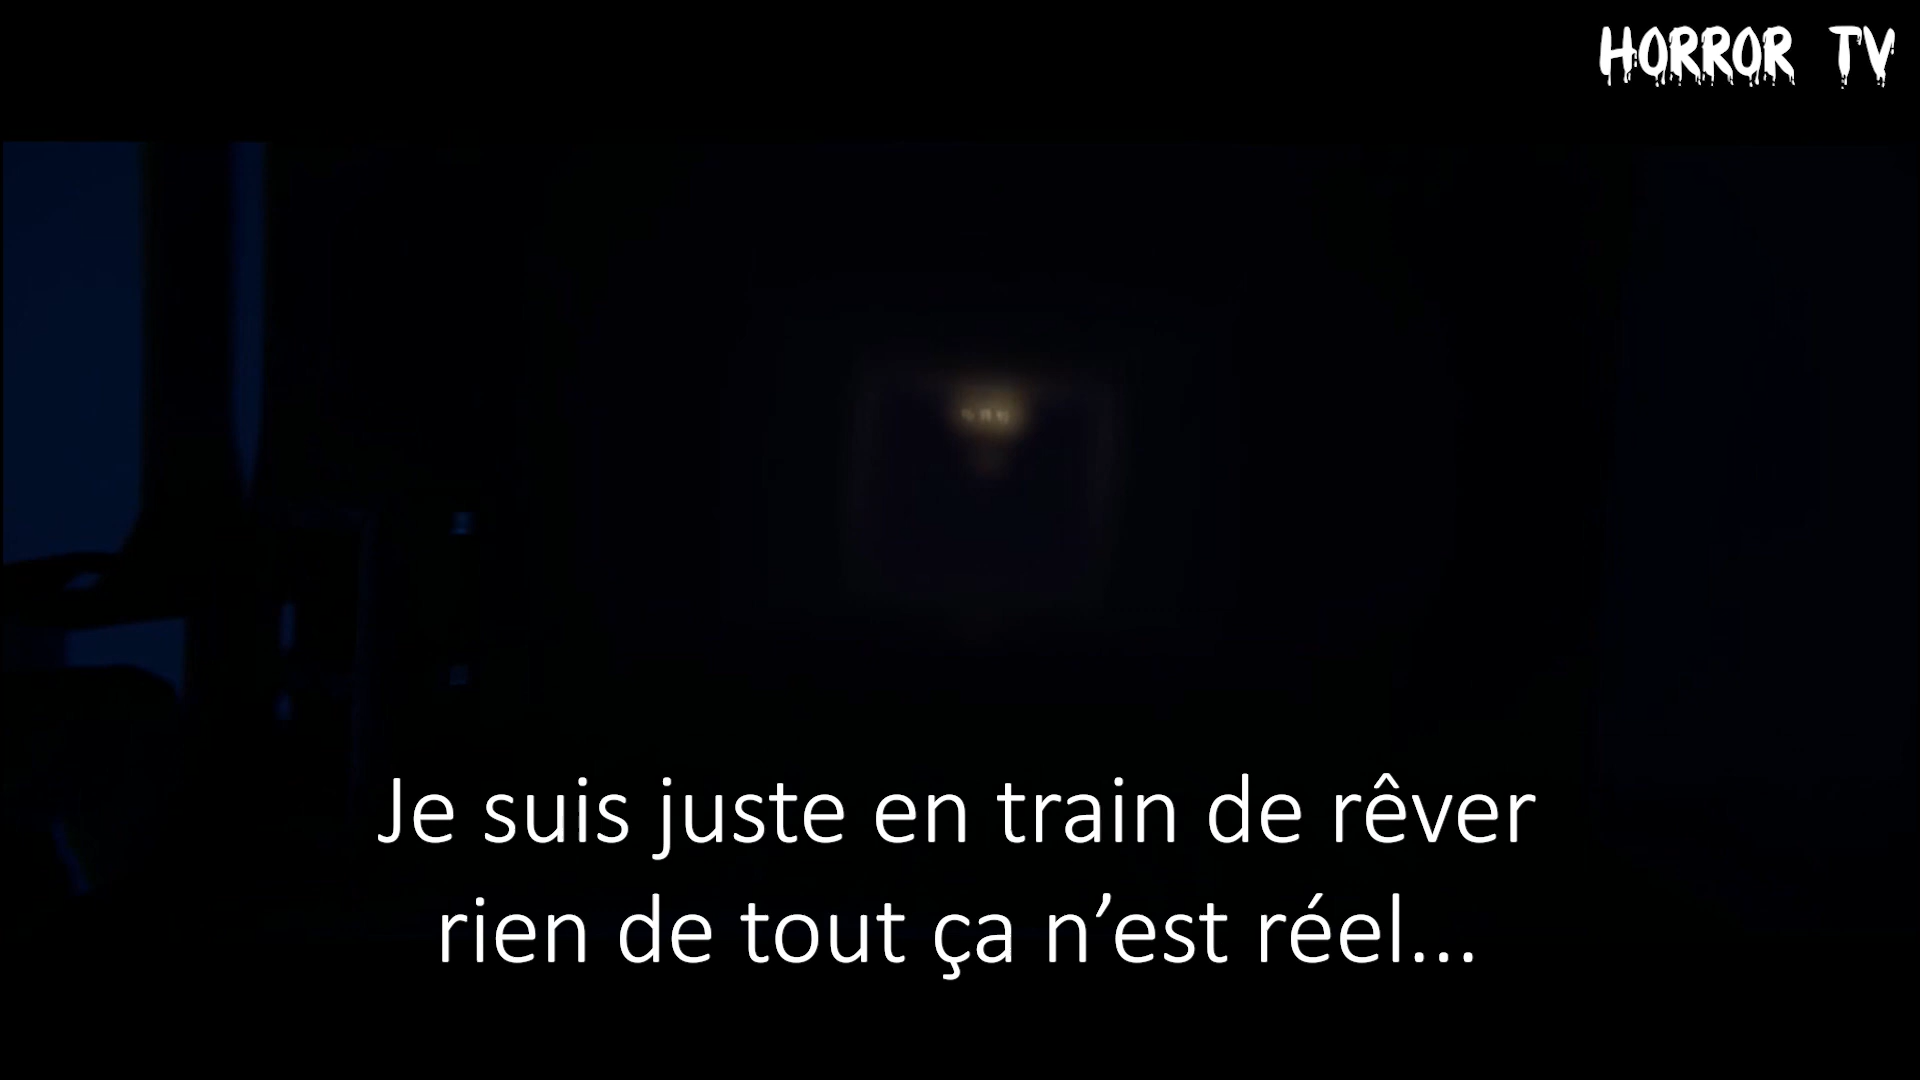 HORROR TV
Je suis juste en train de rêver
rien de tout ça n’est réel...